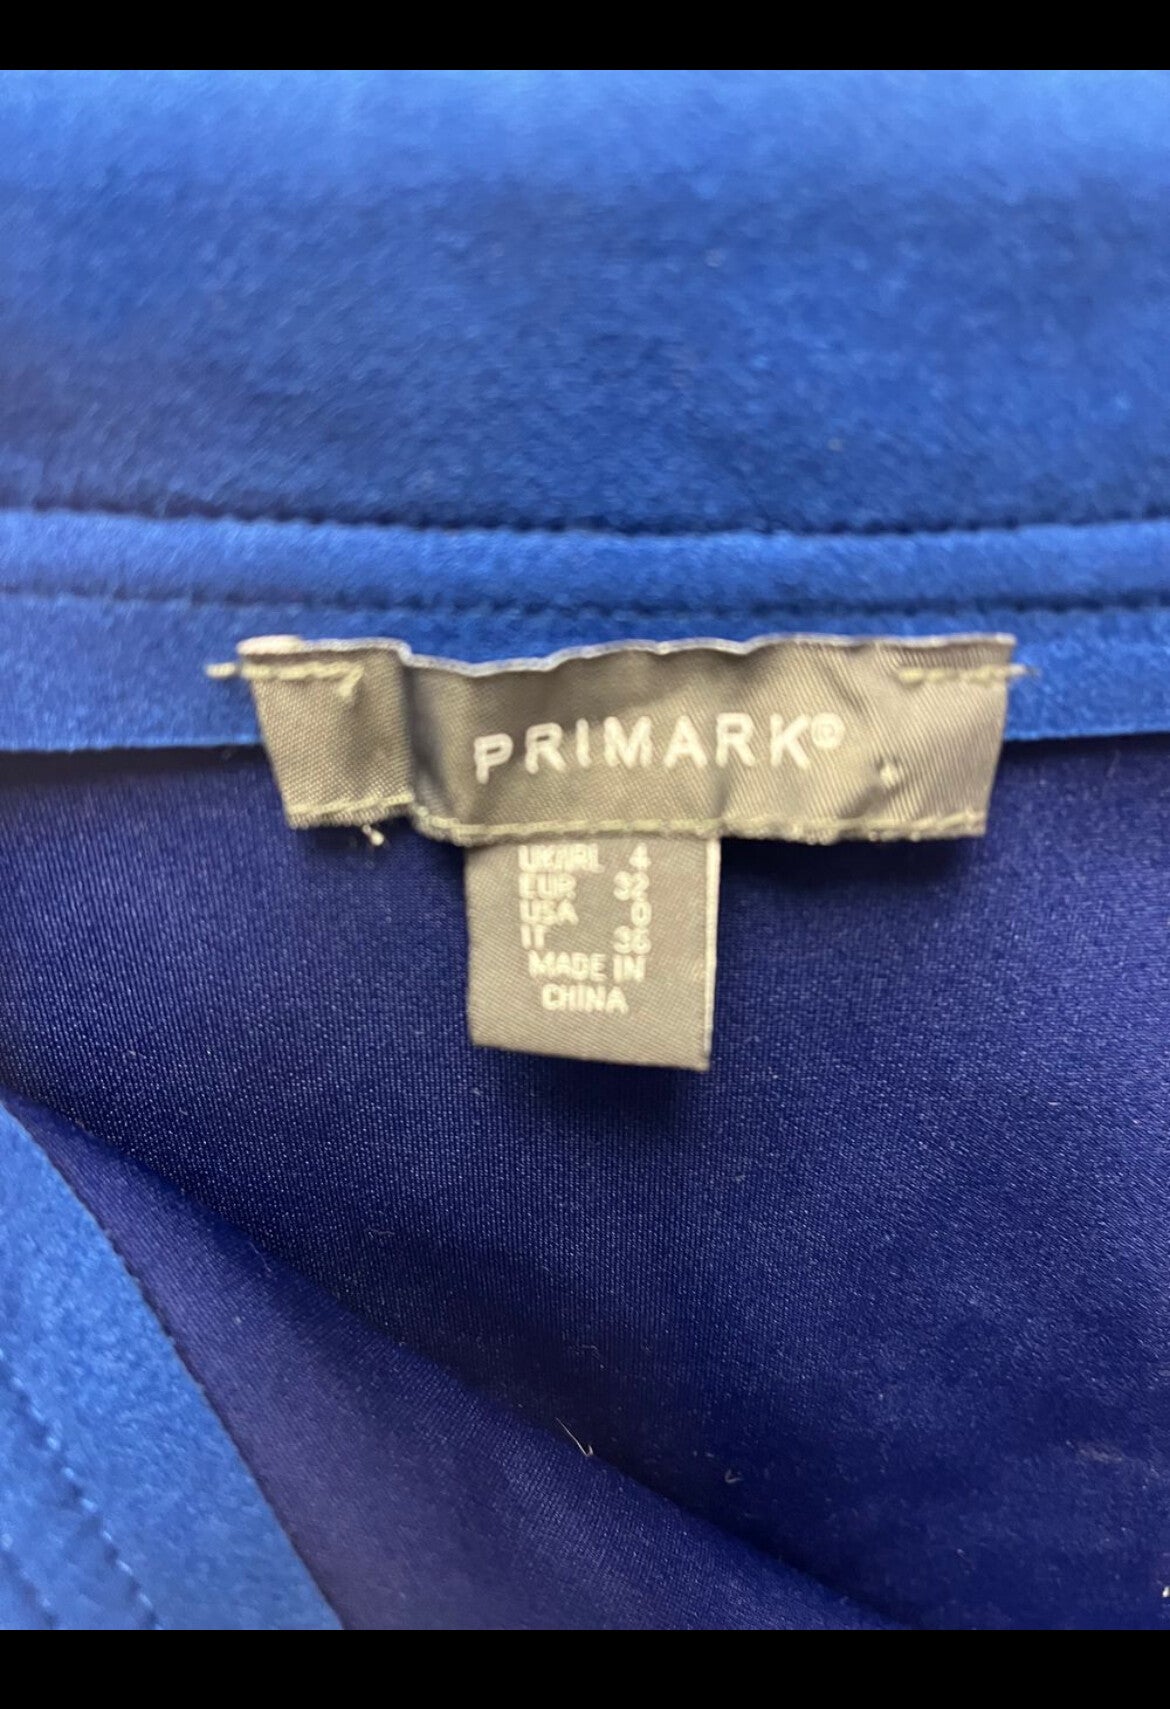 PRIMARK®
UK/IRL 4
EUR 32
USA 0
IT 36
MADE IN
CHINA